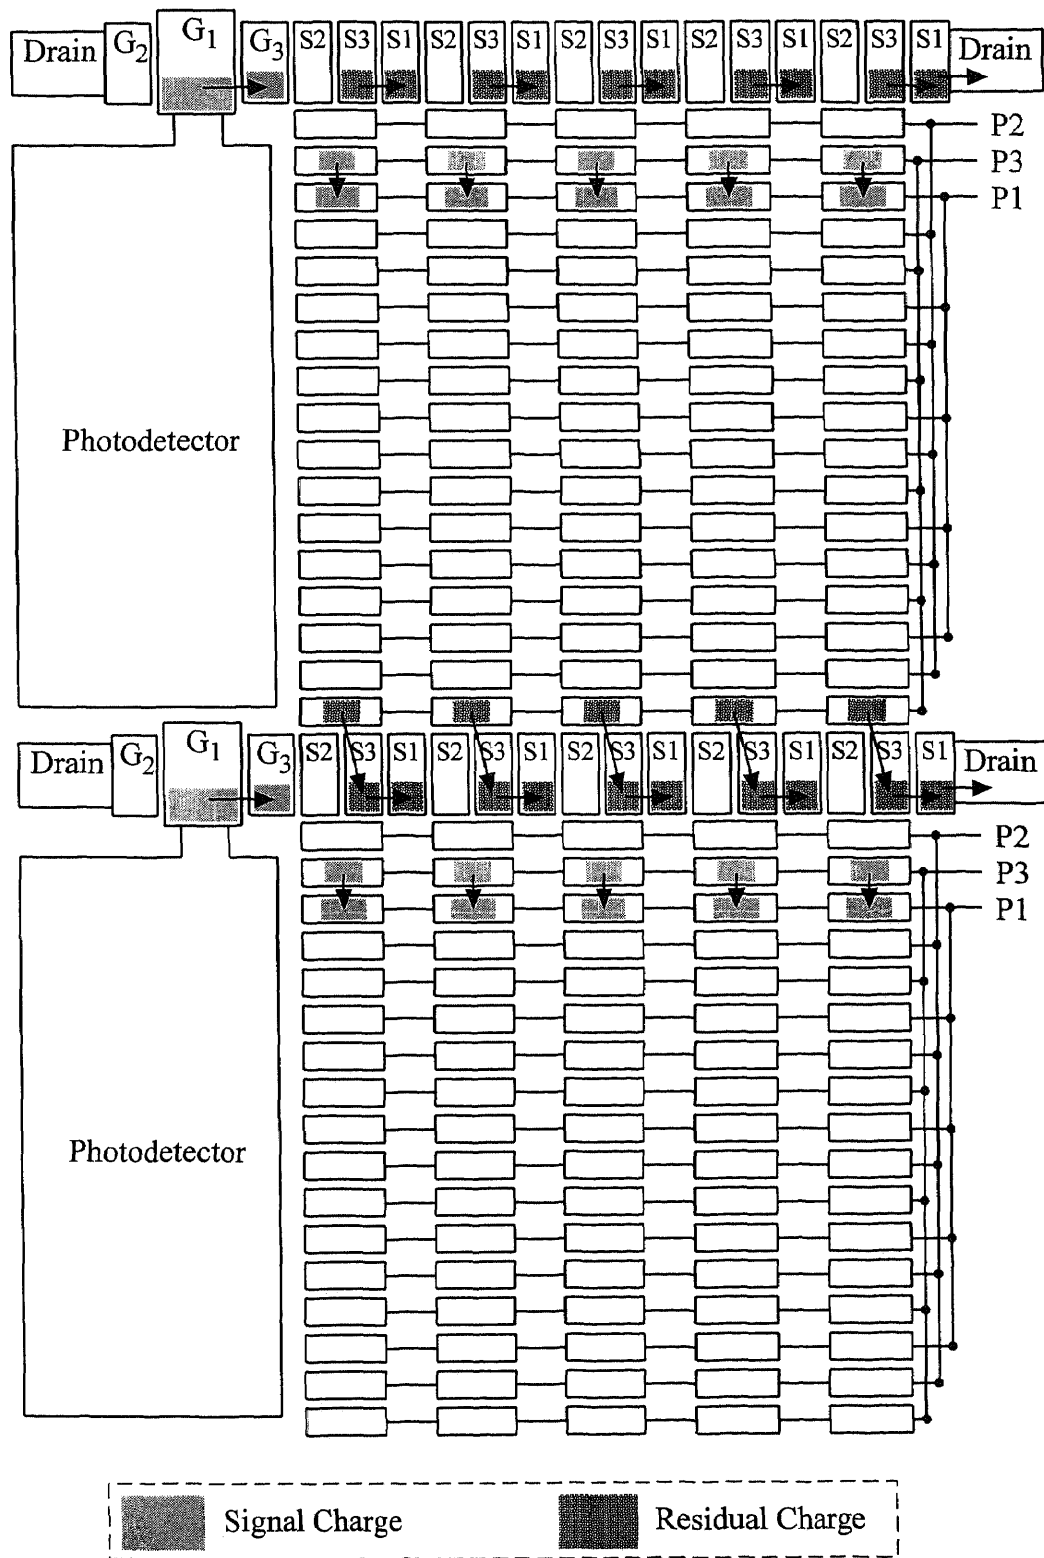 Drain G2 G1 G3 S2 S3 S1 S2 S3 S1 S2 S3 S1 S2 S3 S1 S2 S3 S1 Drain
P2
P3
P1
Photodetector
Drain G2 G1 G3 S2 S3 S1 S2 S3 S1 S2 S3 S1 S2 S3 S1 S2 S3 S1 Drain
P2
P3
P1
Photodetector
Signal Charge Residual Charge